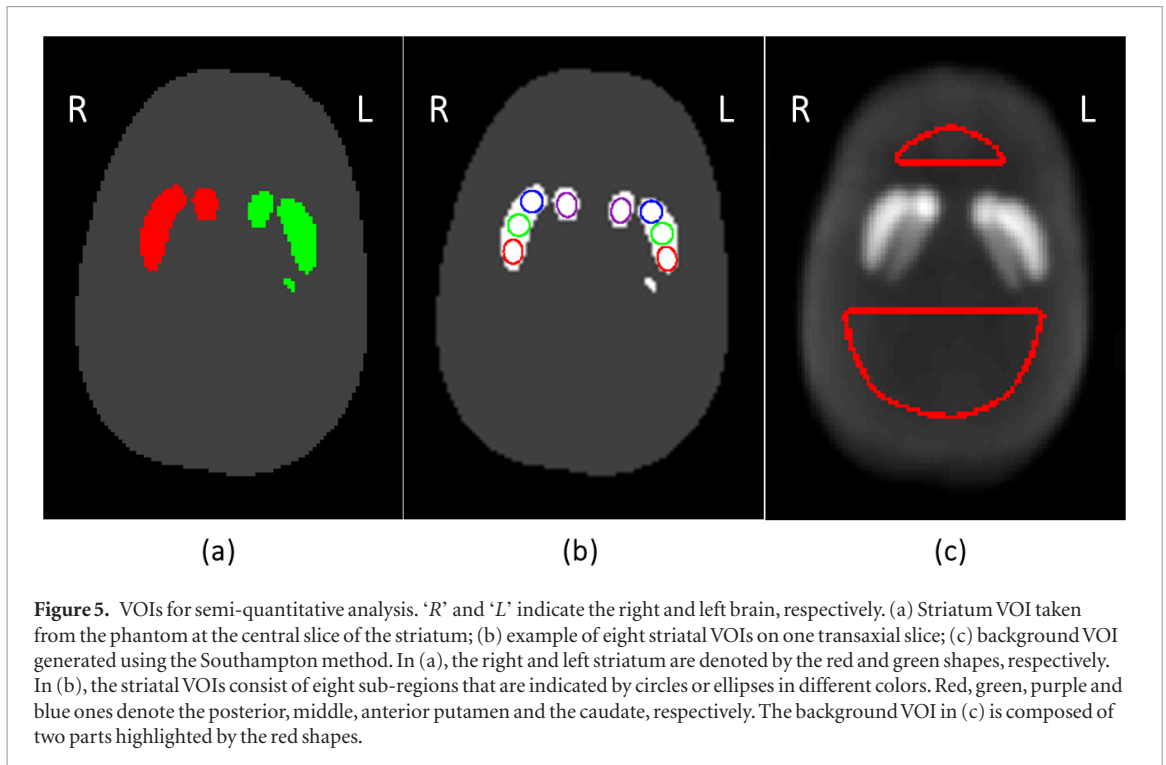 R L R L R L
(a) (b) (c)
Figure 5. VOIs for semi-quantitative analysis. ‘R’ and ‘L’ indicate the right and left brain, respectively. (a) Striatum VOI taken
from the phantom at the central slice of the striatum; (b) example of eight striatal VOIs on one transaxial slice; (c) background VOI
generated using the Southampton method. In (a), the right and left striatum are denoted by the red and green shapes, respectively.
In (b), the striatal VOIs consist of eight sub-regions that are indicated by circles or ellipses in different colors. Red, green, purple and
blue ones denote the posterior, middle, anterior putamen and the caudate, respectively. The background VOI in (c) is composed of
two parts highlighted by the red shapes.